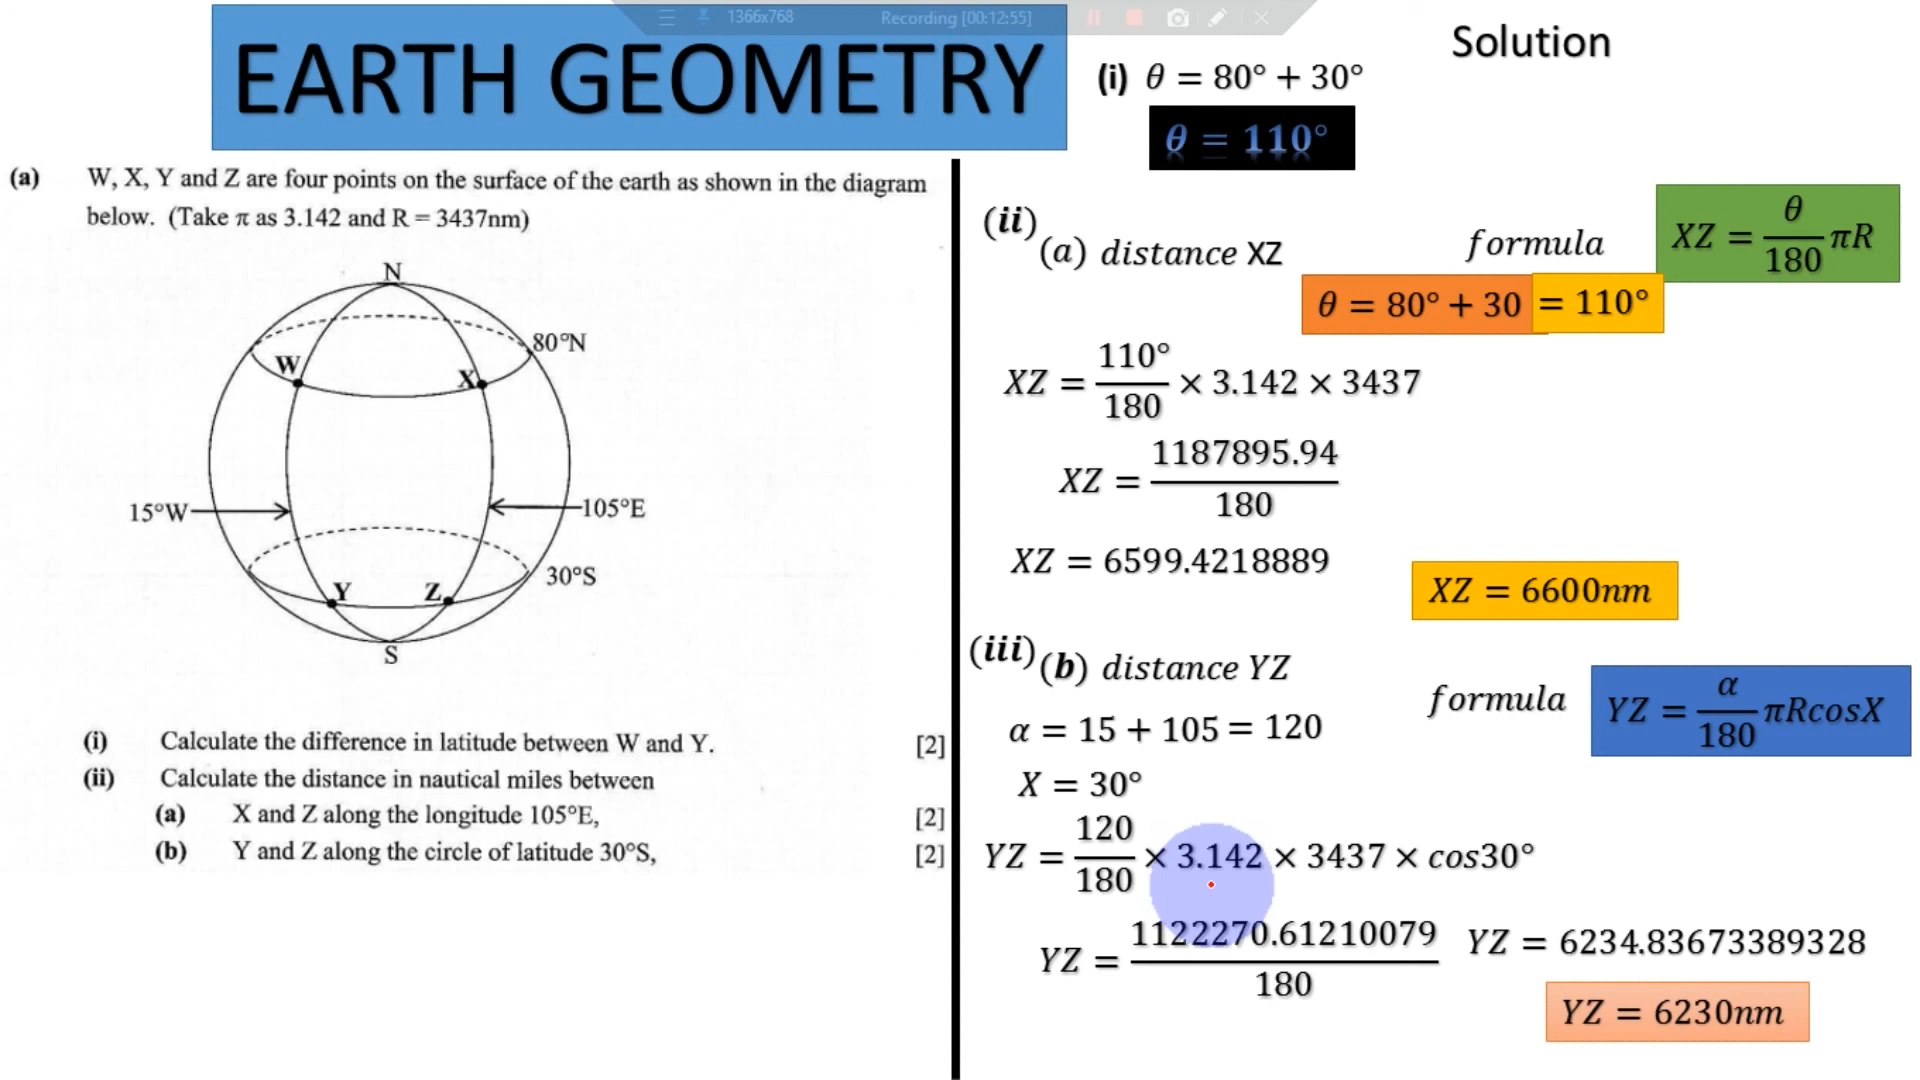 1366x768 Recording [00:12:55]
EARTH GEOMETRY
(a) W, X, Y and Z are four points on the surface of the earth as shown in the diagram
below. (Take π as 3.142 and R = 3437nm)
N
80°N
W
X
15°W
105°E
30°S
Y
Z
S
(i) Calculate the difference in latitude between W and Y. [2]
(ii) Calculate the distance in nautical miles between
(a) X and Z along the longitude 105°E, [2]
(b) Y and Z along the circle of latitude 30°S, [2]
Solution
(i) θ = 80° + 30°
θ = 110°
(ii) (a) distance XZ formula XZ = θ/180 πR
θ = 80° + 30 = 110°
XZ = 110°/180 × 3.142 × 3437
XZ = 1187895.94/180
XZ = 6599.4218889
XZ = 6600nm
(iii) (b) distance YZ formula YZ = α/180 πRcosX
α = 15 + 105 = 120
X = 30°
YZ = 120/180 × 3.142 × 3437 × cos30°
YZ = 1122270.61210079/180 YZ = 6234.83673389328
YZ = 6230nm